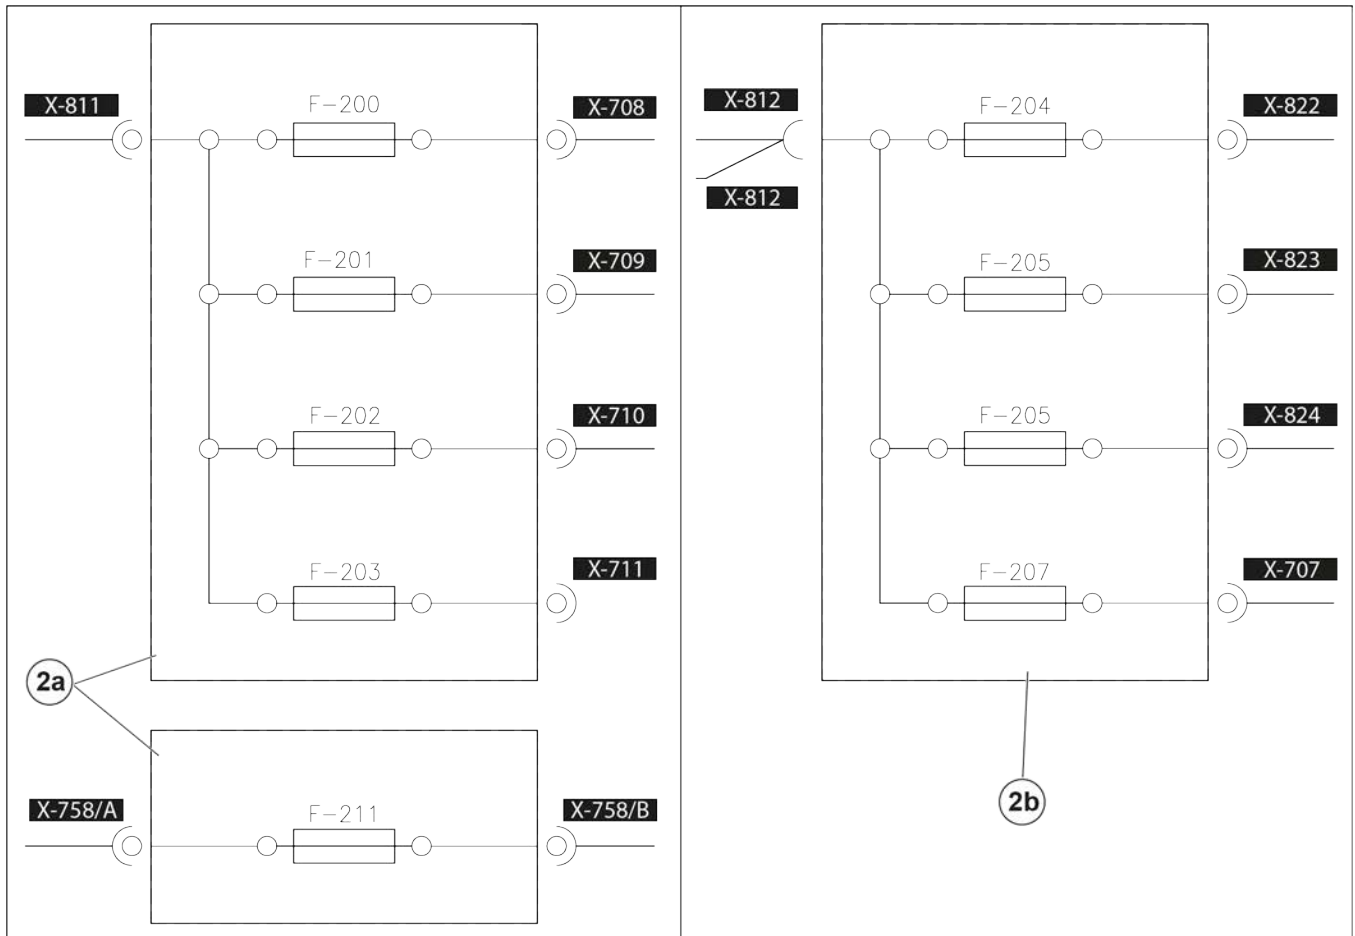 X-811
F-200
X-708
F-201
X-709
F-202
X-710
F-203
X-711
2a
X-758/A
F-211
X-758/B
X-812
X-812
F-204
X-822
F-205
X-823
F-205
X-824
F-207
X-707
2b